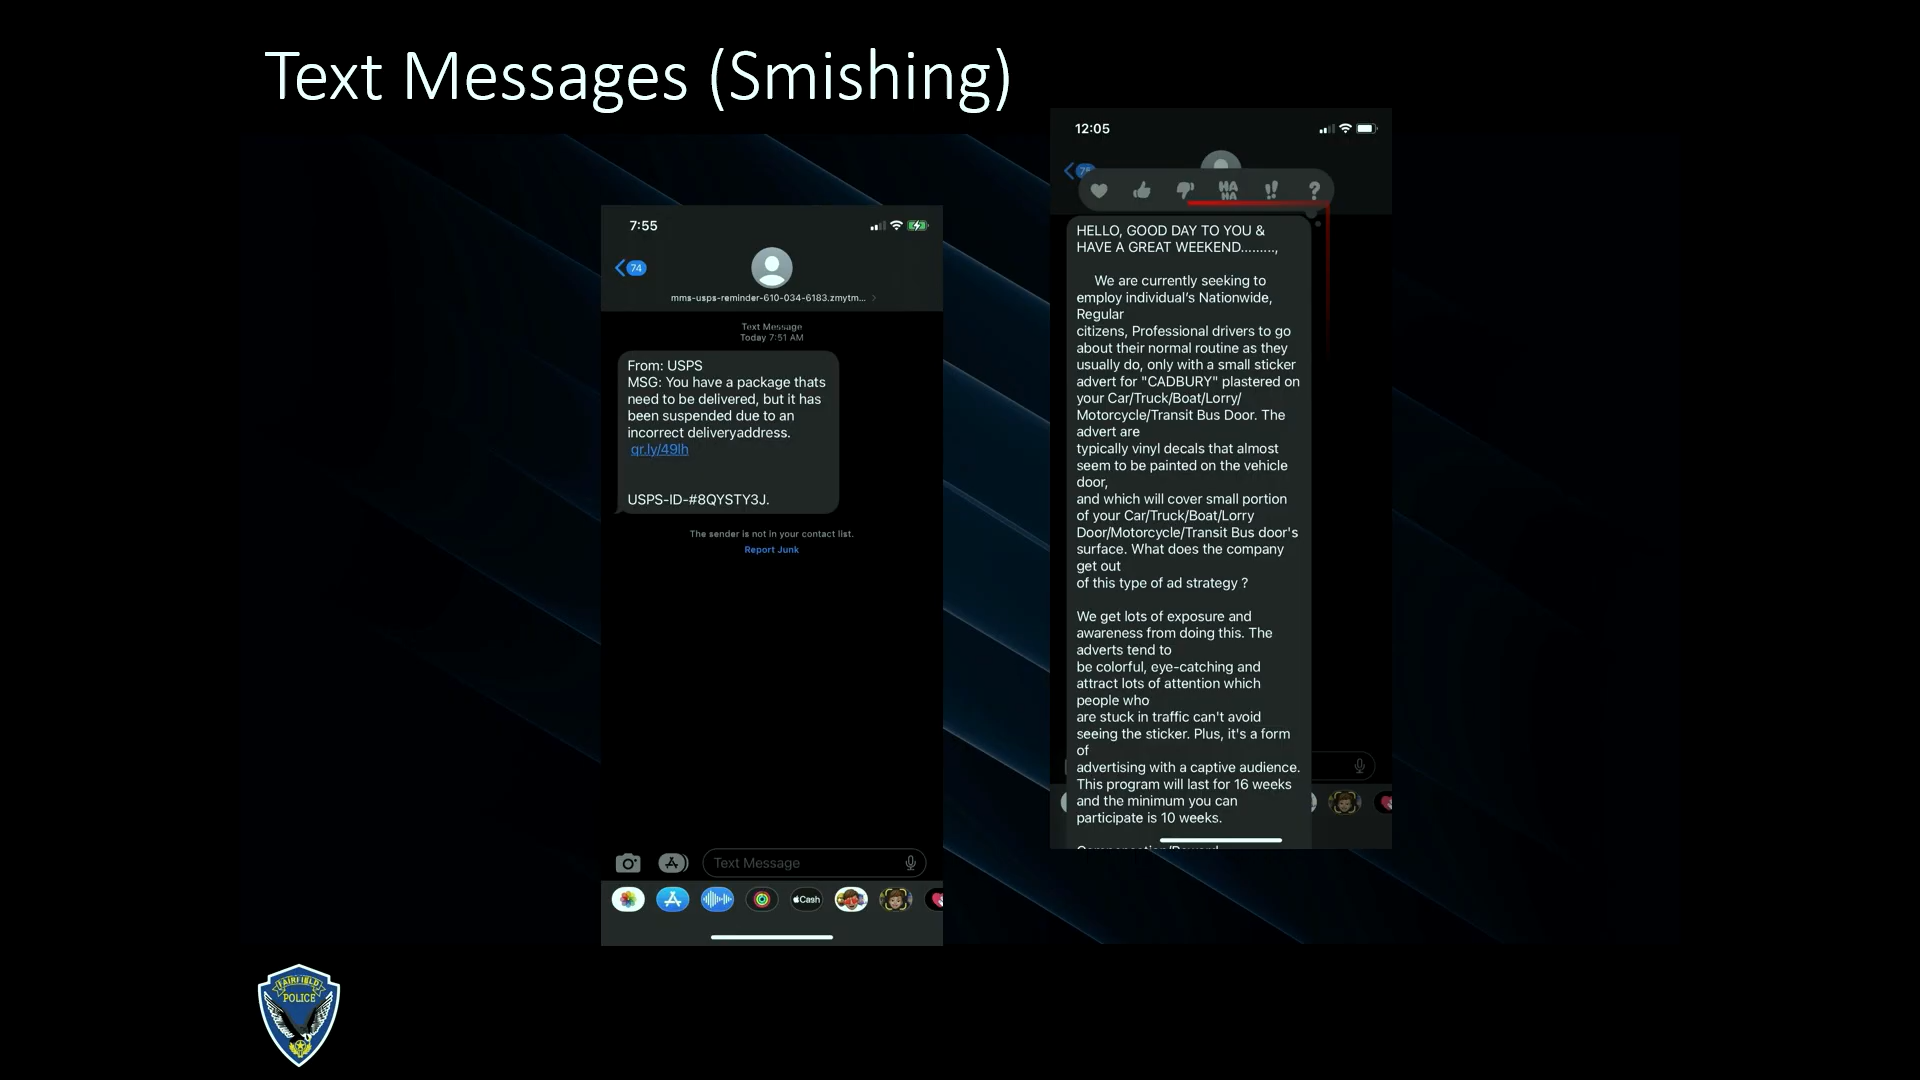 Text Messages (Smishing)
7:55
74
mms-usps-reminder-610-034-6183.zmytm...
Text Message
Today 7:51 AM
From: USPS
MSG: You have a package thats
need to be delivered, but it has
been suspended due to an
incorrect deliveryaddress.
qr.ly/49lh
USPS-ID-#8QYSTY3J.
The sender is not in your contact list.
Report Junk
Text Message
Cash
12:05
HA
HA
HELLO, GOOD DAY TO YOU &
HAVE A GREAT WEEKEND.........,
We are currently seeking to
employ individual's Nationwide,
Regular
citizens, Professional drivers to go
about their normal routine as they
usually do, only with a small sticker
advert for "CADBURY" plastered on
your Car/Truck/Boat/Lorry/
Motorcycle/Transit Bus Door. The
advert are
typically vinyl decals that almost
seem to be painted on the vehicle
door,
and which will cover small portion
of your Car/Truck/Boat/Lorry
Door/Motorcycle/Transit Bus door's
surface. What does the company
get out
of this type of ad strategy ?
We get lots of exposure and
awareness from doing this. The
adverts tend to
be colorful, eye-catching and
attract lots of attention which
people who
are stuck in traffic can't avoid
seeing the sticker. Plus, it's a form
of
advertising with a captive audience.
This program will last for 16 weeks
and the minimum you can
participate is 10 weeks.
FAIRFIELD
POLICE